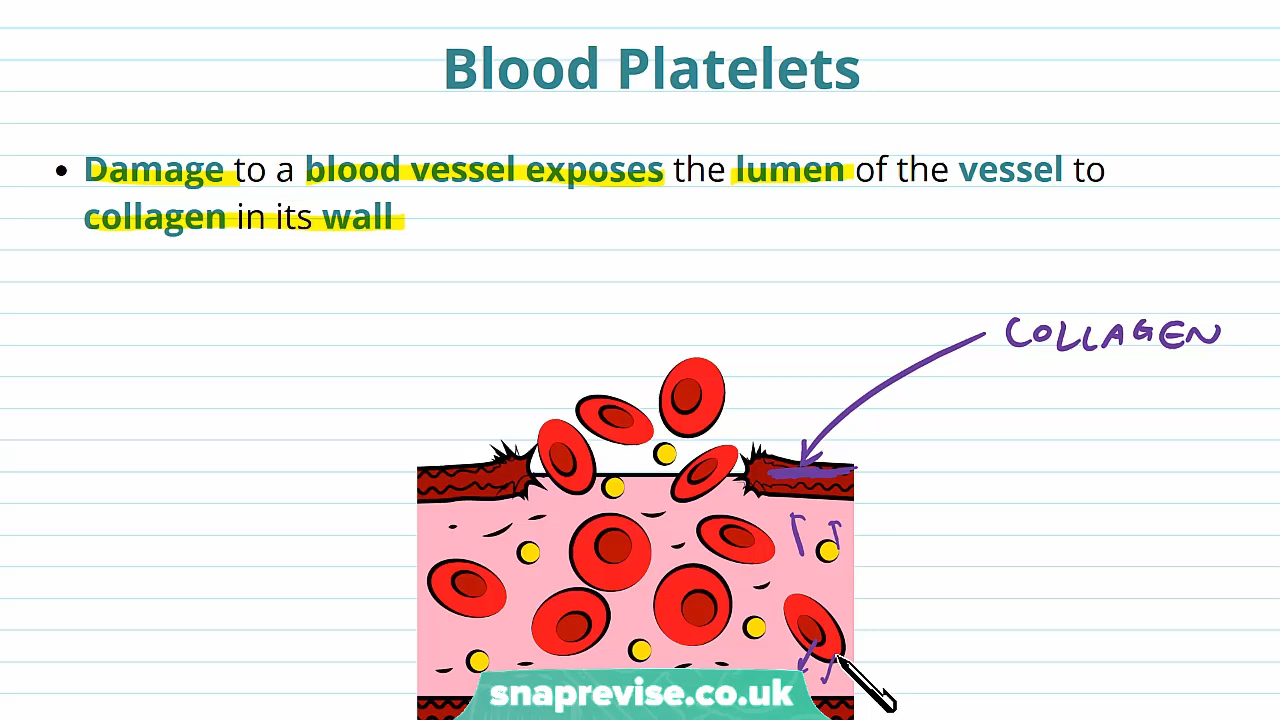 Blood Platelets
• Damage to a blood vessel exposes the lumen of the vessel to
collagen in its wall
COLLAGEN
snaprevise.co.uk